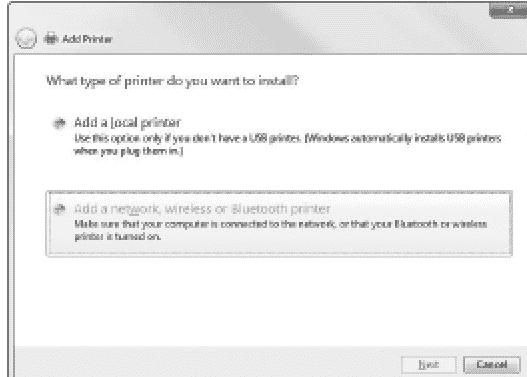 Add Printer
What type of printer do you want to install?
Add a local printer
Use this option only if you don't have a USB printer. (Windows automatically installs USB printers
when you plug them in.)
Add a network, wireless or Bluetooth printer
Make sure that your computer is connected to the network, or that your Bluetooth or wireless
printer is turned on.
Next Cancel